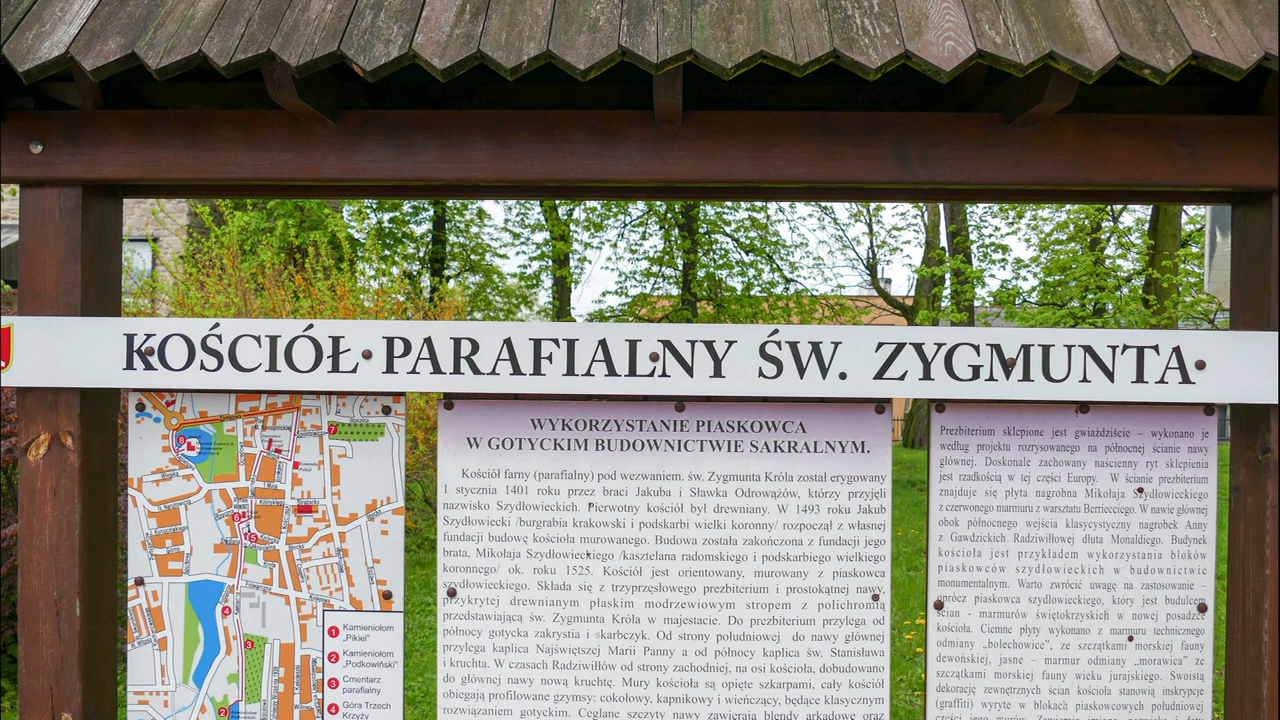 KOŚCIÓŁ PARAFIALNY ŚW. ZYGMUNTA
WYKORZYSTANIE PIASKOWCA
W GOTYCKIM BUDOWNICTWIE SAKRALNYM.
Kościół farny (parafialny) pod wezwaniem. św. Zygmunta Króla został erygowany
1 stycznia 1401 roku przez braci Jakuba i Sławka Odrowążów, którzy przyjęli
nazwisko Szydłowieckich. Pierwotny kościół był drewniany. W 1493 roku Jakub
Szydłowiecki /burgrabia krakowski i podskarbi wielki koronny/ rozpoczął z własnej
fundacji budowę kościoła murowanego. Budowa została zakończona z fundacji jego
brata, Mikołaja Szydłowieckiego /kasztelana radomskiego i podskarbiego wielkiego
koronnego/ ok. roku 1525. Kościół jest orientowany, murowany z piaskowca
szydłowieckiego. Składa się z trzyprzęsłowego prezbiterium i prostokątnej nawy,
przykrytej drewnianym płaskim modrzewiowym stropem z polichromią
przedstawiającą św. Zygmunta Króla w majestacie. Do prezbiterium przylega od
północy gotycka zakrystia i skarbczyk. Od strony południowej do nawy głównej
przylega kaplica Najświętszej Marii Panny a od północy kaplica św. Stanisława
i kruchta. W czasach Radziwiłłów od strony zachodniej, na osi kościoła, dobudowano
do głównej nawy nową kruchtę. Mury kościoła są opięte szkarpami, cały kościół
obiegają profilowane gzymsy: cokołowy, kapnikowy i wieńczący, będące klasycznym
rozwiązaniem gotyckim. Ceglane szczyty nawy zawierają blendy arkadowe oraz
Prezbiterium sklepione jest gwiaździście – wykonano je
według projektu rozrysowanego na północnej ścianie nawy
głównej. Doskonale zachowany naścienny ryt sklepienia
jest rzadkością w tej części Europy. W ścianie prezbiterium
znajduje się płyta nagrobna Mikołaja Szydłowieckiego
z czerwonego marmuru z warsztatu Berrecciego. W nawie głównej
obok północnego wejścia klasycystyczny nagrobek Anny
z Gawdzickich Radziwiłłowej dłuta Monaldiego. Budynek
kościoła jest przykładem wykorzystania bloków
piaskowców szydłowieckich w budownictwie
monumentalnym. Warto zwrócić uwagę na zastosowanie –
oprócz piaskowca szydłowieckiego, który jest budulcem
ścian - marmurów świętokrzyskich w nowej posadzce
kościoła. Ciemne płyty wykonano z marmuru technicznego
odmiany „bolechowice”, ze szczątkami morskiej fauny
dewońskiej, jasne – marmur odmiany „morawica” ze
szczątkami morskiej fauny wieku jurajskiego. Swoistą
dekorację zewnętrznych ścian kościoła stanowią inskrypcje
(graffiti) wyryte w blokach piaskowcowych południowej
1 Kamieniołom
„Pikiel”
2 Kamieniołom
„Podkowiński”
3 Cmentarz
parafialny
4 Góra Trzech
Krzyży